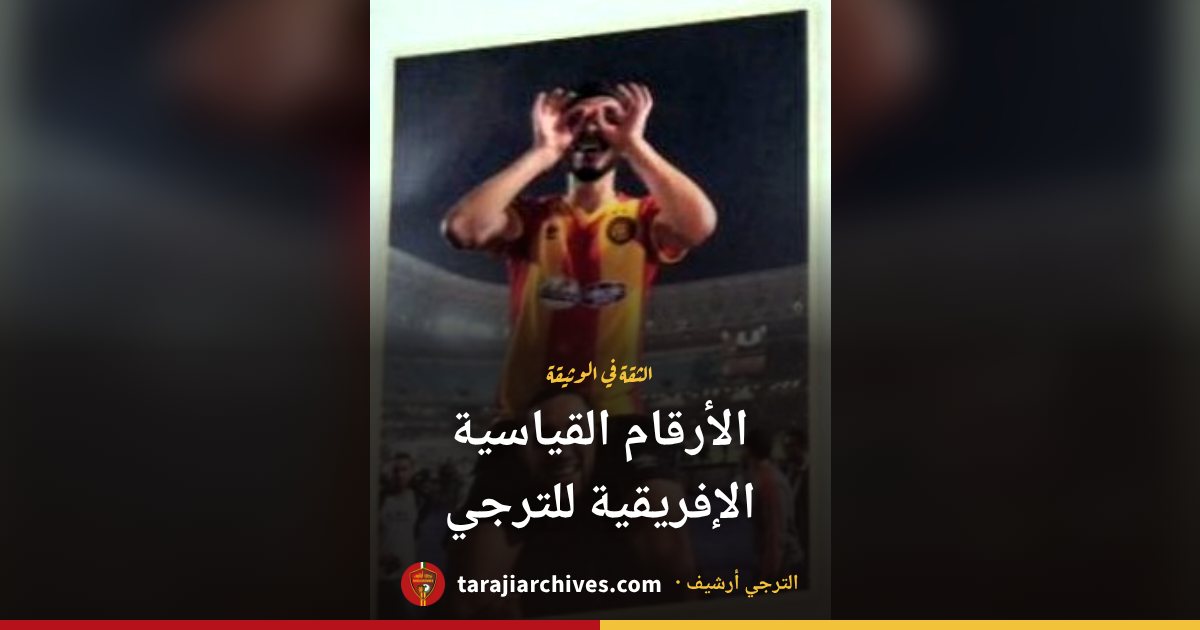 الثقة في الوثيقة
الأرقام القياسية
الإفريقية للترجي
tarajiarchives.com · الترجي أرشيف